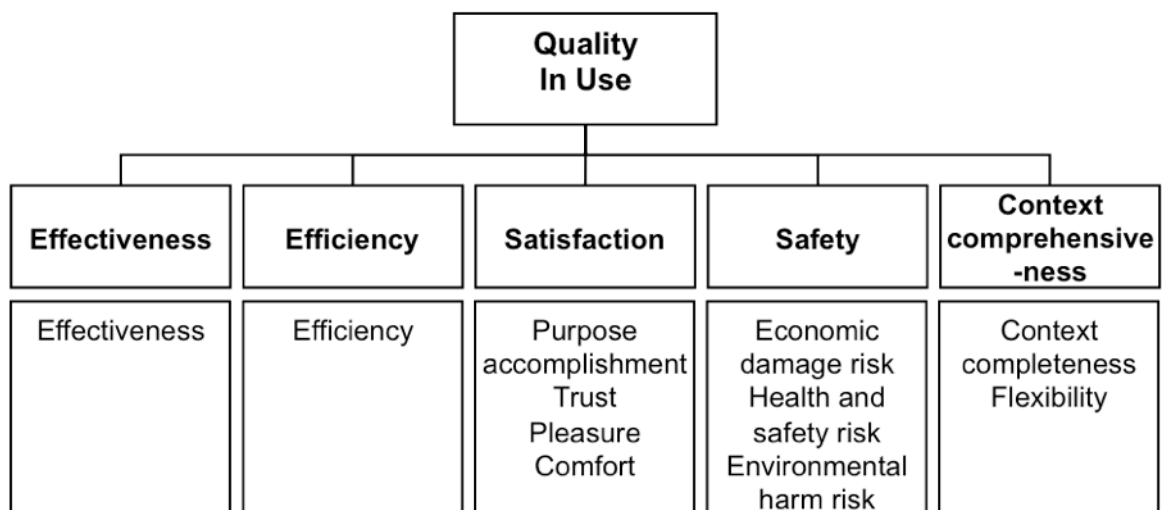 Quality
In Use
Effectiveness
Efficiency
Satisfaction
Safety
Context
comprehensive
-ness
Effectiveness
Efficiency
Purpose
accomplishment
Trust
Pleasure
Comfort
Economic
damage risk
Health and
safety risk
Environmental
harm risk
Context
completeness
Flexibility